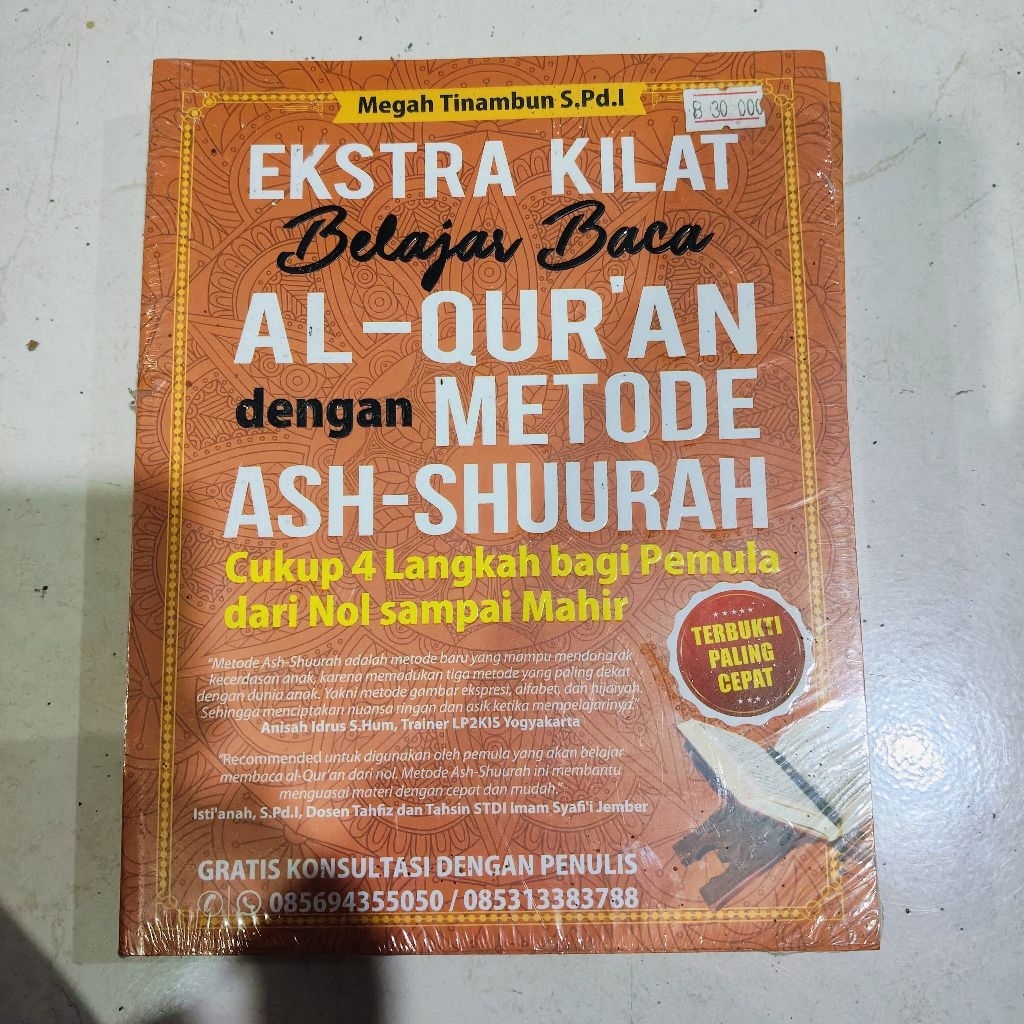 Megah Tinambun S.Pd.I
B 30 000
EKSTRA KILAT
Belajar Baca
AL-QUR'AN
dengan METODE
ASH-SHUURAH
Cukup 4 Langkah bagi Pemula
dari Nol sampai Mahir
TERBUKTI
PALING
CEPAT
"Metode Ash-Shuurah adalah metode baru yang mampu mendongrak
kecerdasan anak, karena memadukan tiga metode yang paling dekat
dengan dunia anak. Yakni metode gambar ekspresi, alfabet, dan hijaiyah.
Sehingga menciptakan nuansa ringan dan asik ketika mempelajarinya."
Anisah Idrus S.Hum, Trainer LP2KIS Yogyakarta
"Recommended untuk digunakan oleh pemula yang akan belajar
membaca al-Qur'an dari nol. Metode Ash-Shuurah ini membantu
menguasai materi dengan cepat dan mudah."
Isti'anah, S.Pd.I, Dosen Tahfiz dan Tahsin STDI Imam Syafi'i Jember
GRATIS KONSULTASI DENGAN PENULIS
085694355050 / 085313383788